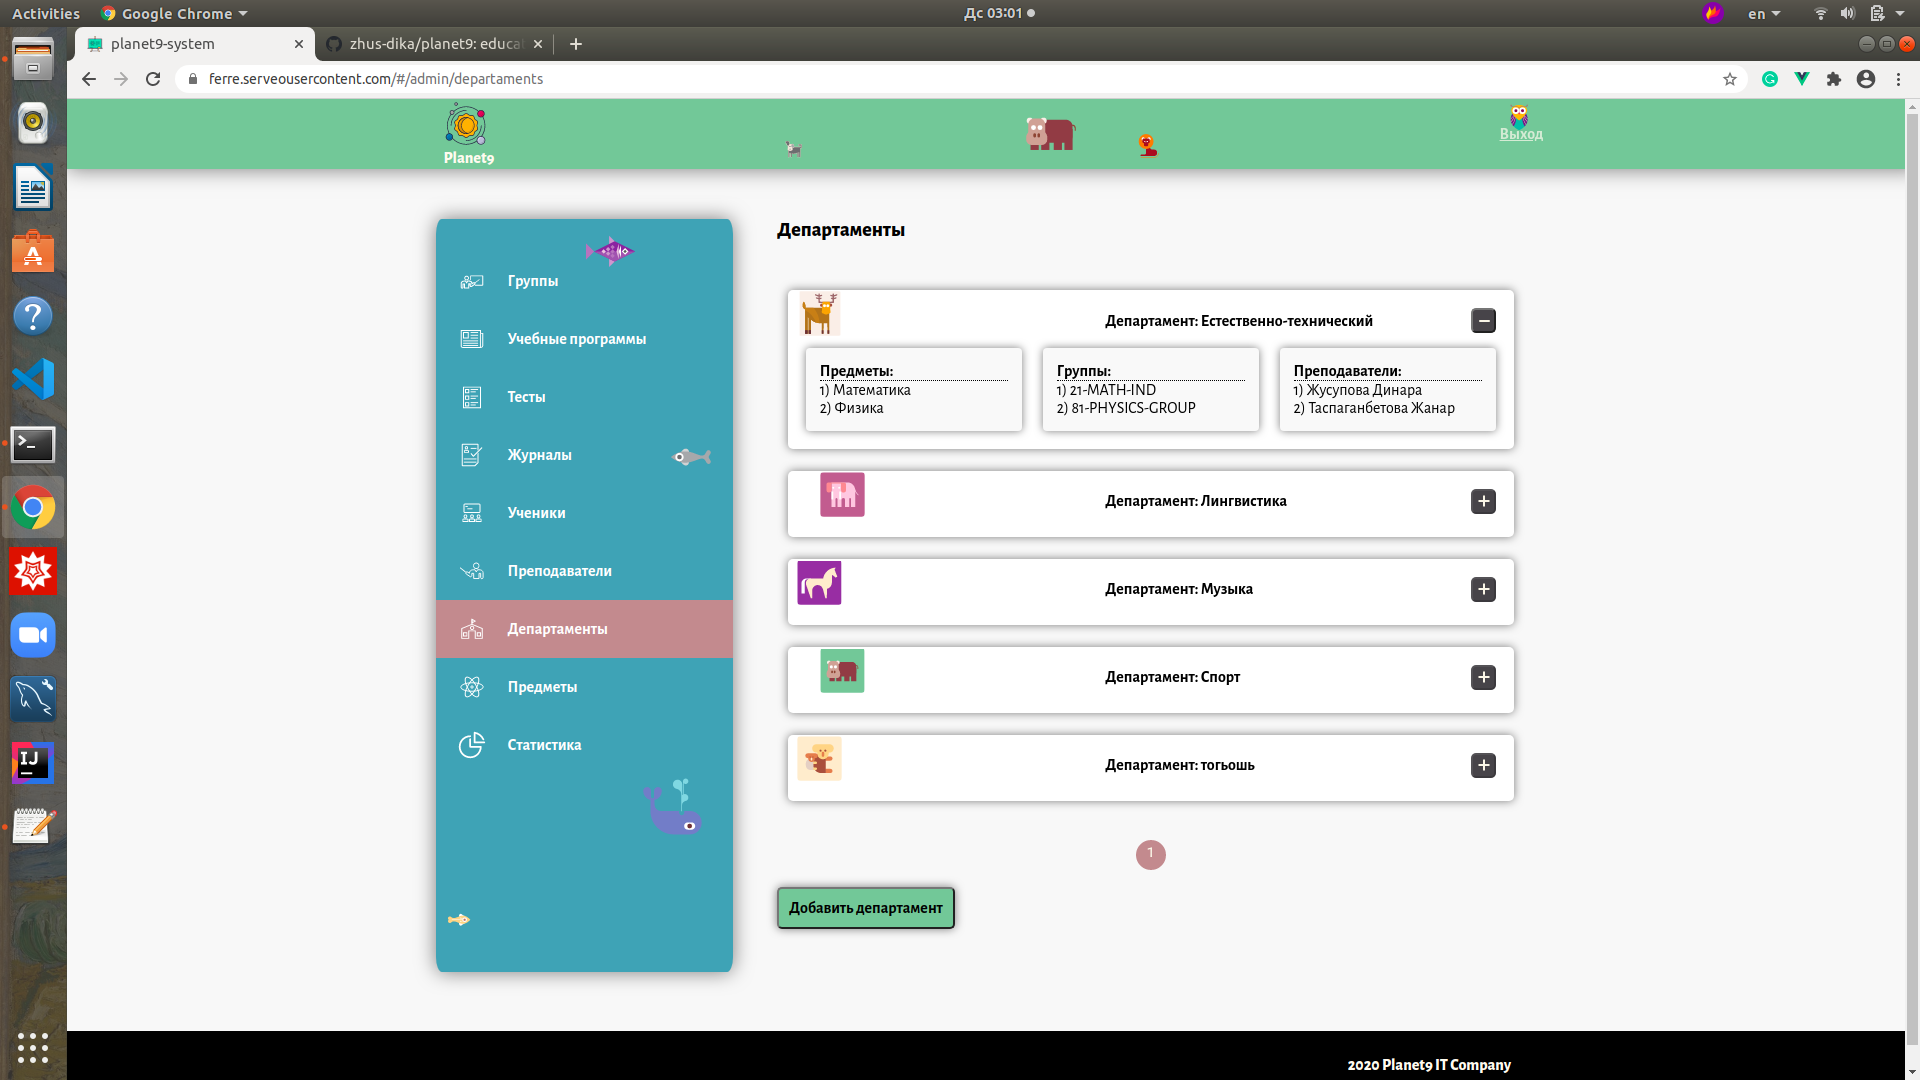 Activities
Google Chrome
Дс 03:01
en
planet9-system
zhus-dika/planet9: educa
ferre.serveousercontent.com/#/admin/departaments
Planet9
Выход
Группы
Учебные программы
Тесты
Журналы
Ученики
Преподаватели
Департаменты
Предметы
Статистика
Департаменты
Департамент: Естественно-технический
Предметы:
1) Математика
2) Физика
Группы:
1) 21-MATH-IND
2) 81-PHYSICS-GROUP
Преподаватели:
1) Жусупова Динара
2) Таспаганбетова Жанар
Департамент: Лингвистика
Департамент: Музыка
Департамент: Спорт
Департамент: тогьошь
1
Добавить департамент
2020 Planet9 IT Company